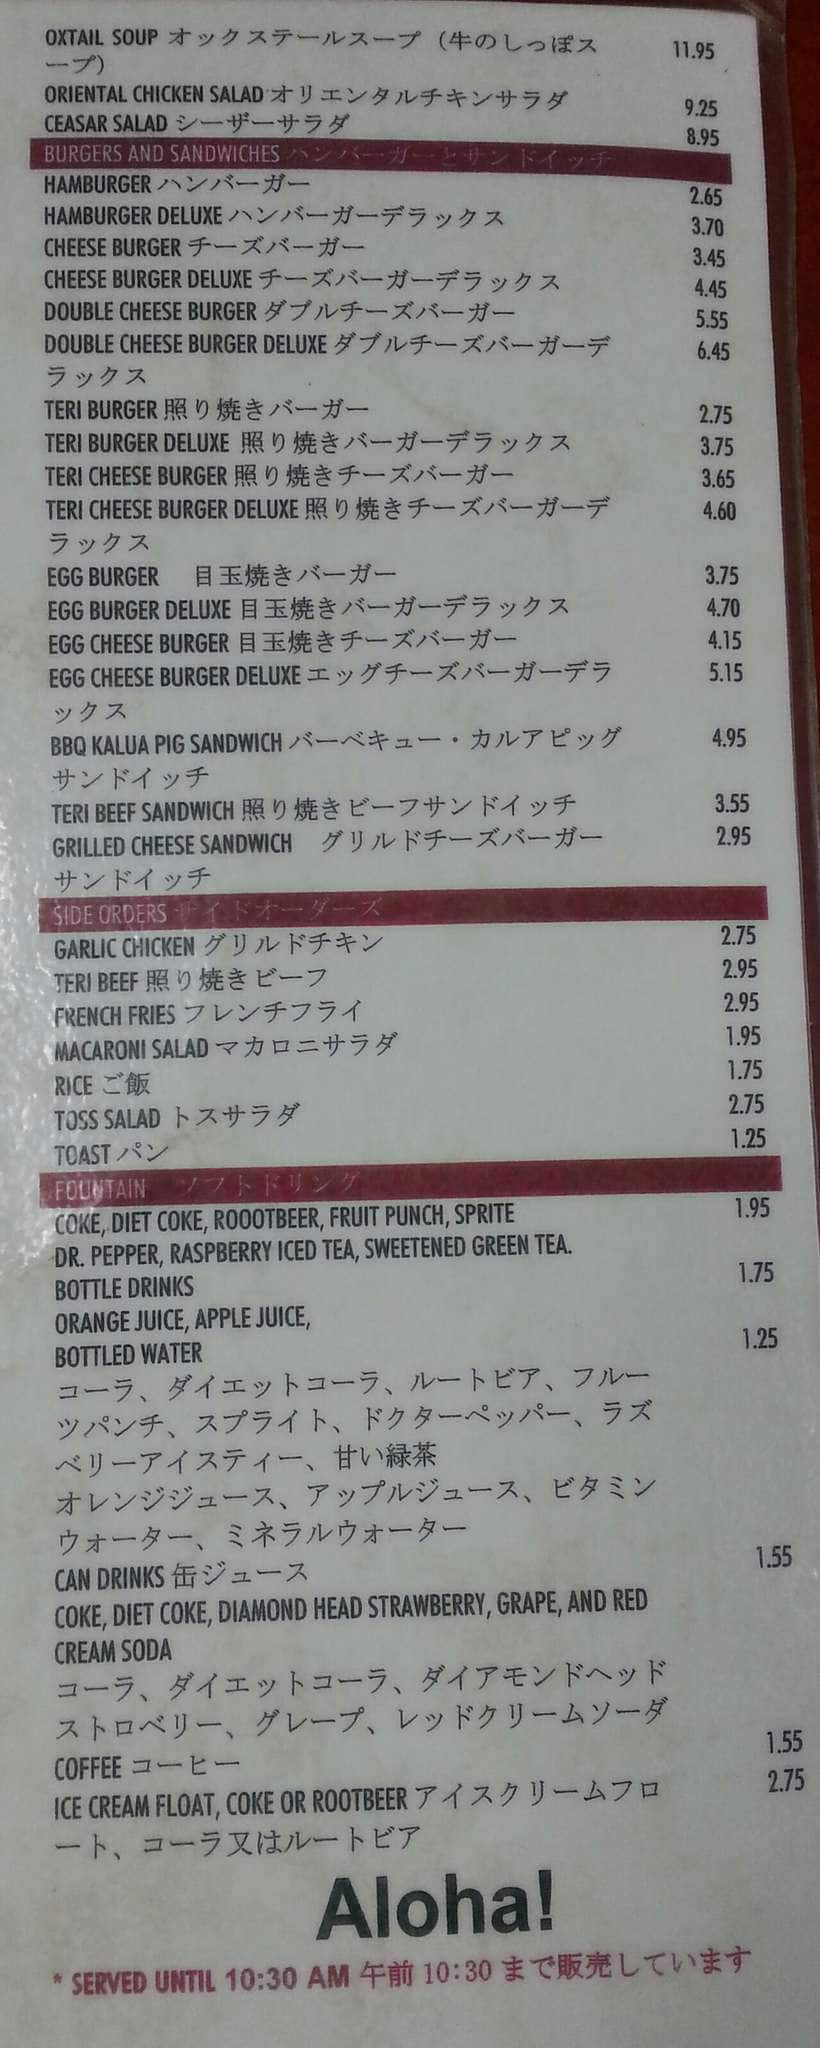 OXTAIL SOUP オックステールスープ (牛のしっぽス 11.95
ープ)
ORIENTAL CHICKEN SALAD オリエンタルチキンサラダ 9.25
CEASAR SALAD シーザーサラダ 8.95
BURGERS AND SANDWICHES ハンバーガーとサンドイッチ
HAMBURGER ハンバーガー 2.65
HAMBURGER DELUXE ハンバーガーデラックス 3.70
CHEESE BURGER チーズバーガー 3.45
CHEESE BURGER DELUXE チーズバーガーデラックス 4.45
DOUBLE CHEESE BURGER ダブルチーズバーガー 5.55
DOUBLE CHEESE BURGER DELUXE ダブルチーズバーガーデ 6.45
ラックス
TERI BURGER 照り焼きバーガー 2.75
TERI BURGER DELUXE 照り焼きバーガーデラックス 3.75
TERI CHEESE BURGER 照り焼きチーズバーガー 3.65
TERI CHEESE BURGER DELUXE 照り焼きチーズバーガーデ 4.60
ラックス
EGG BURGER 目玉焼きバーガー 3.75
EGG BURGER DELUXE 目玉焼きバーガーデラックス 4.70
EGG CHEESE BURGER 目玉焼きチーズバーガー 4.15
EGG CHEESE BURGER DELUXE エッグチーズバーガーデラ 5.15
ックス
BBQ KALUA PIG SANDWICH バーベキュー・カルアピッグ 4.95
サンドイッチ
TERI BEEF SANDWICH 照り焼きビーフサンドイッチ 3.55
GRILLED CHEESE SANDWICH グリルドチーズバーガー 2.95
サンドイッチ
SIDE ORDERS サイドオーダーズ
GARLIC CHICKEN グリルドチキン 2.75
TERI BEEF 照り焼きビーフ 2.95
FRENCH FRIES フレンチフライ 2.95
MACARONI SALAD マカロニサラダ 1.95
RICE ご飯 1.75
TOSS SALAD トスサラダ 2.75
TOAST パン 1.25
FOUNTAIN ソフトドリング
COKE, DIET COKE, ROOOTBEER, FRUIT PUNCH, SPRITE 1.95
DR. PEPPER, RASPBERRY ICED TEA, SWEETENED GREEN TEA.
BOTTLE DRINKS 1.75
ORANGE JUICE, APPLE JUICE,
BOTTLED WATER 1.25
コーラ、ダイエットコーラ、ルートビア、フルー
ツパンチ、スプライト、ドクターペッパー、ラズ
ベリーアイスティー、甘い緑茶
オレンジジュース、アップルジュース、ビタミン
ウォーター、ミネラルウォーター
CAN DRINKS 缶ジュース 1.55
COKE, DIET COKE, DIAMOND HEAD STRAWBERRY, GRAPE, AND RED
CREAM SODA
コーラ、ダイエットコーラ、ダイアモンドヘッド
ストロベリー、グレープ、レッドクリームソーダ
COFFEE コーヒー 1.55
ICE CREAM FLOAT, COKE OR ROOTBEER アイスクリームフロ 2.75
ート、コーラ又はルートビア
Aloha!
* SERVED UNTIL 10:30 AM 午前 10:30 まで販売しています